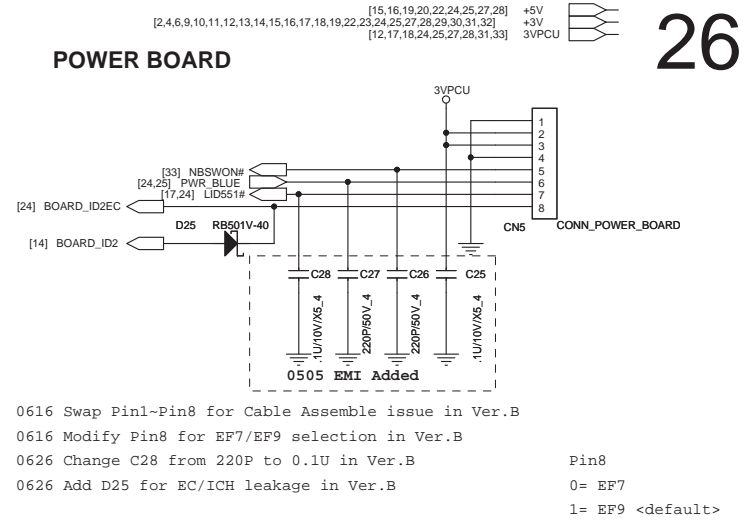 [15,16,19,20,22,24,25,27,28] +5V
[2,4,6,9,10,11,12,13,14,15,16,17,18,19,22,23,24,25,27,28,29,30,31,32] +3V
[12,17,18,24,25,27,28,31,33] 3VPCU
26
POWER BOARD
3VPCU
1
2
3
4
[33] NBSWON# 5
[24,25] PWR_BLUE 6
[17,24] LID551# 7
[24] BOARD_ID2EC 8
D25 RB501V-40 CN5 CONN_POWER_BOARD
[14] BOARD_ID2
C28 C27 C26 C25
.1U/10V/X5_4 220P/50V_4 220P/50V_4 .1U/10V/X5_4
0505 EMI Added
0616 Swap Pin1~Pin8 for Cable Assemble issue in Ver.B
0616 Modify Pin8 for EF7/EF9 selection in Ver.B
0626 Change C28 from 220P to 0.1U in Ver.B Pin8
0626 Add D25 for EC/ICH leakage in Ver.B 0= EF7
1= EF9 <default>